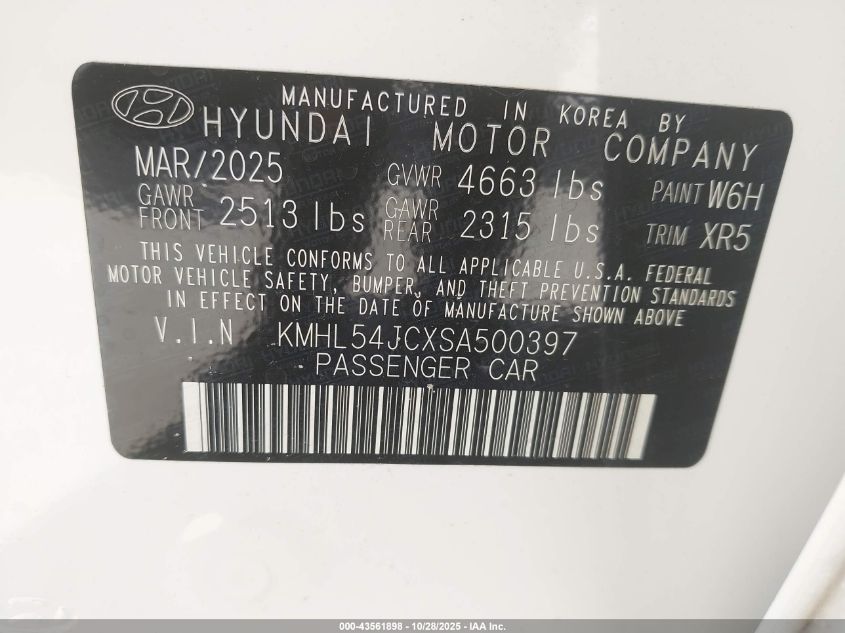 MANUFACTURED IN KOREA BY
HYUNDAI MOTOR COMPANY
MAR/2025 GVWR 4663 lbs PAINT W6H
GAWR FRONT 2513 lbs GAWR REAR 2315 lbs TRIM XR5
THIS VEHICLE CONFORMS TO ALL APPLICABLE U.S.A. FEDERAL
MOTOR VEHICLE SAFETY, BUMPER, AND THEFT PREVENTION STANDARDS
IN EFFECT ON THE DATE OF MANUFACTURE SHOWN ABOVE
V.I.N KMHL54JCXSA500397
PASSENGER CAR
000-43561898 - 10/28/2025 - IAA Inc.